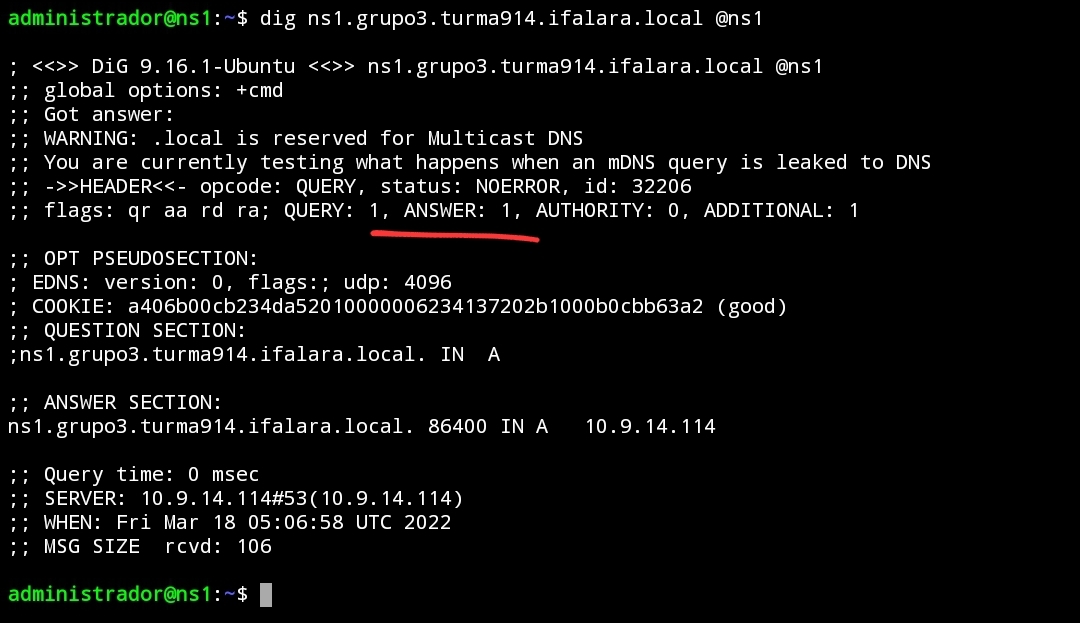 administrador@ns1:~$ dig ns1.grupo3.turma914.ifalara.local @ns1
; <<>> DiG 9.16.1-Ubuntu <<>> ns1.grupo3.turma914.ifalara.local @ns1
;; global options: +cmd
;; Got answer:
;; WARNING: .local is reserved for Multicast DNS
;; You are currently testing what happens when an mDNS query is leaked to DNS
;; ->>HEADER<<- opcode: QUERY, status: NOERROR, id: 32206
;; flags: qr aa rd ra; QUERY: 1, ANSWER: 1, AUTHORITY: 0, ADDITIONAL: 1
;; OPT PSEUDOSECTION:
; EDNS: version: 0, flags:; udp: 4096
; COOKIE: a406b00cb234da52010000006234137202b1000b0cbb63a2 (good)
;; QUESTION SECTION:
;ns1.grupo3.turma914.ifalara.local. IN  A
;; ANSWER SECTION:
ns1.grupo3.turma914.ifalara.local. 86400 IN A   10.9.14.114
;; Query time: 0 msec
;; SERVER: 10.9.14.114#53(10.9.14.114)
;; WHEN: Fri Mar 18 05:06:58 UTC 2022
;; MSG SIZE  rcvd: 106
administrador@ns1:~$